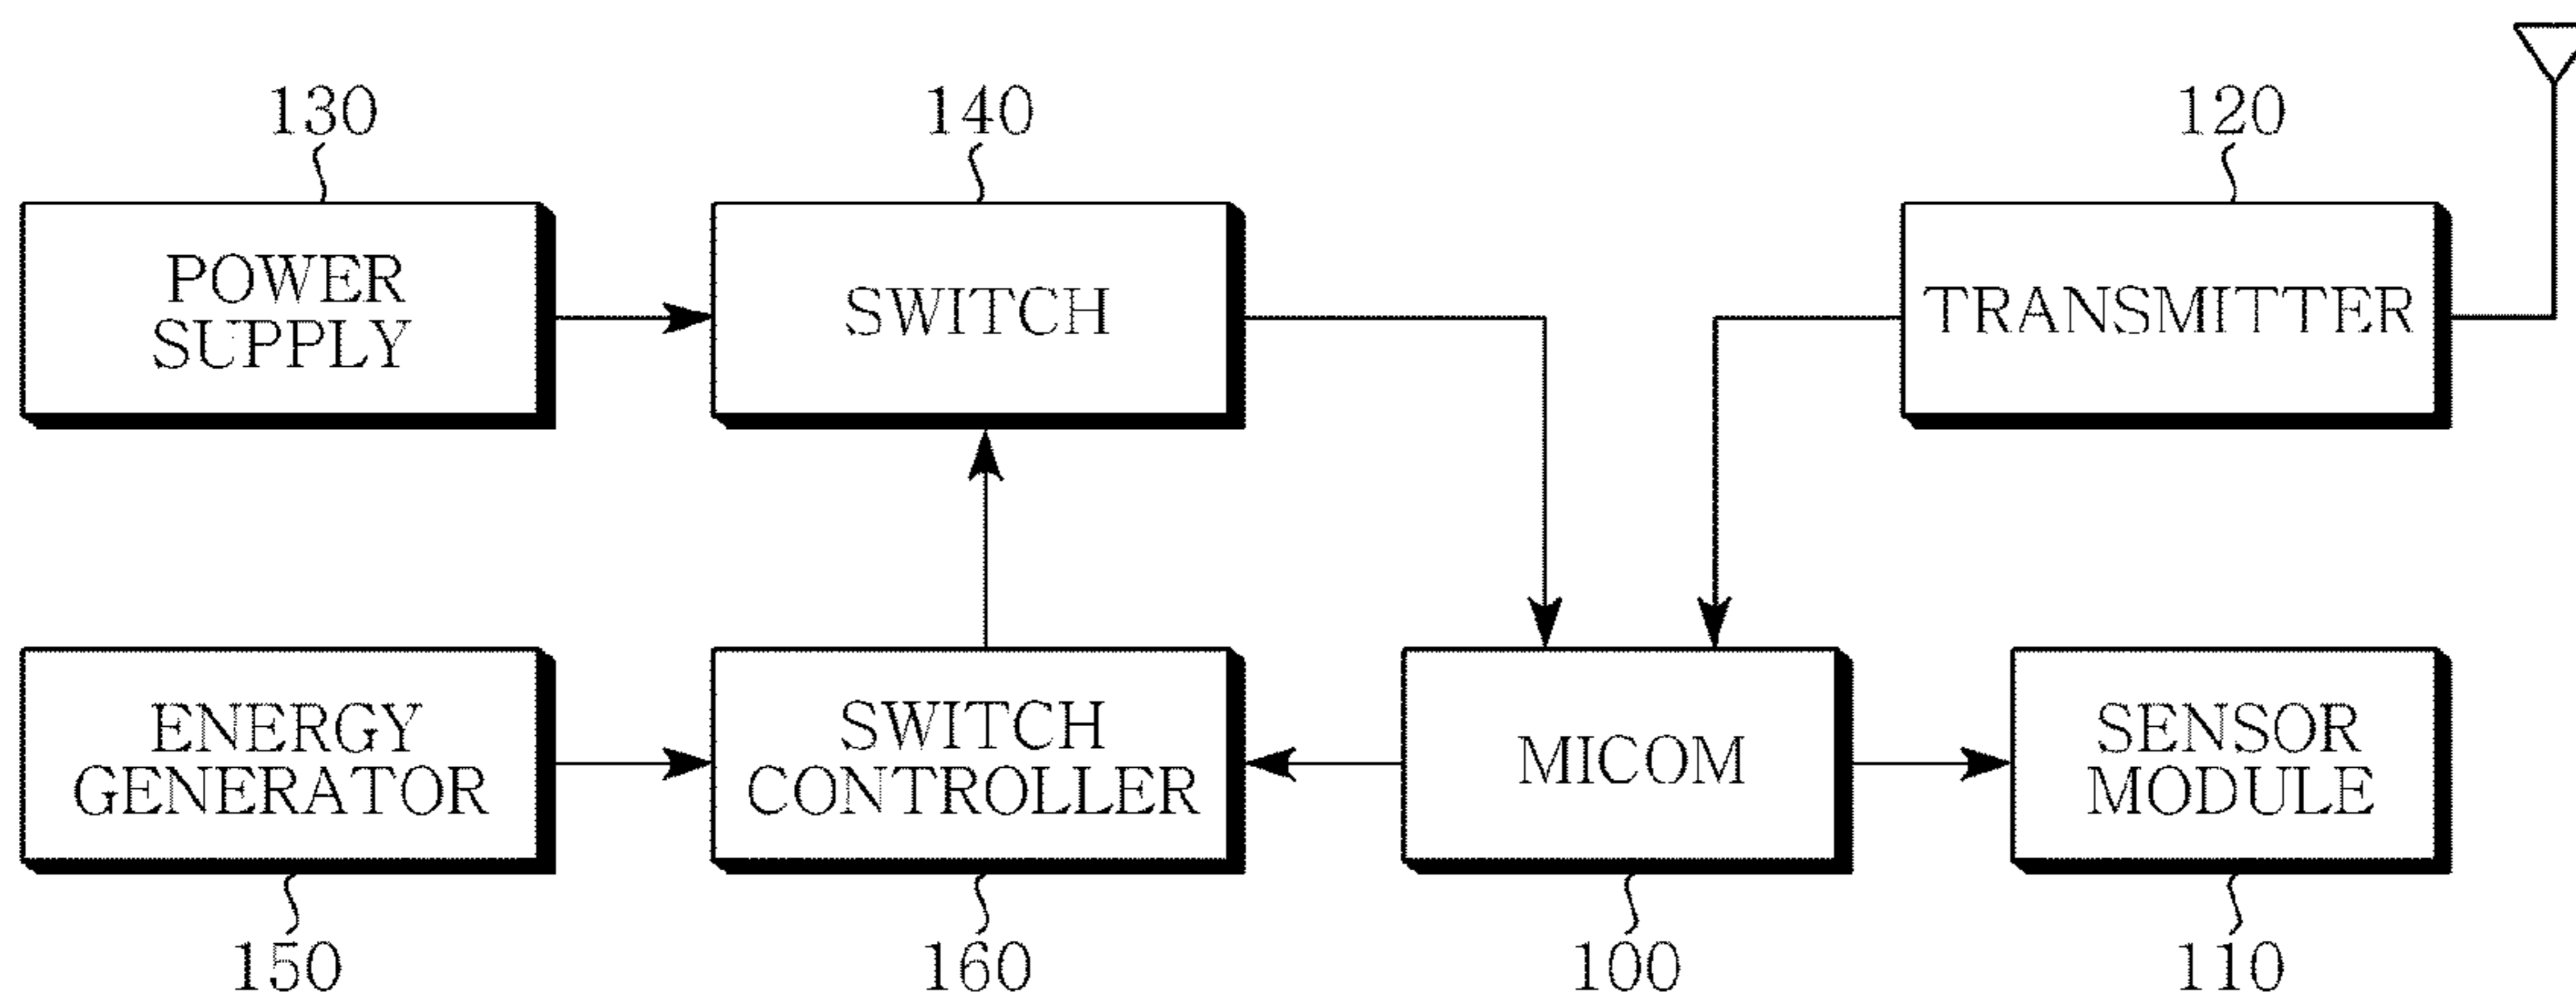 130
140
120
POWER
SUPPLY
SWITCH
TRANSMITTER
ENERGY
GENERATOR
SWITCH
CONTROLLER
MICOM
SENSOR
MODULE
150
160
100
110